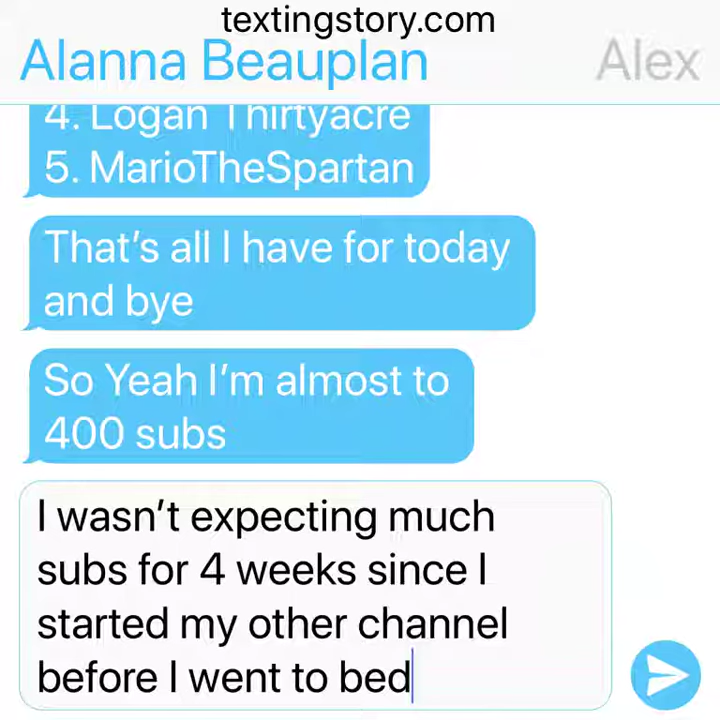 textingstory.com
Alanna Beauplan
Alex
4. Logan Thirtyacre
5. MarioTheSpartan
That's all I have for today
and bye
So Yeah I'm almost to
400 subs
I wasn't expecting much
subs for 4 weeks since I
started my other channel
before I went to bed